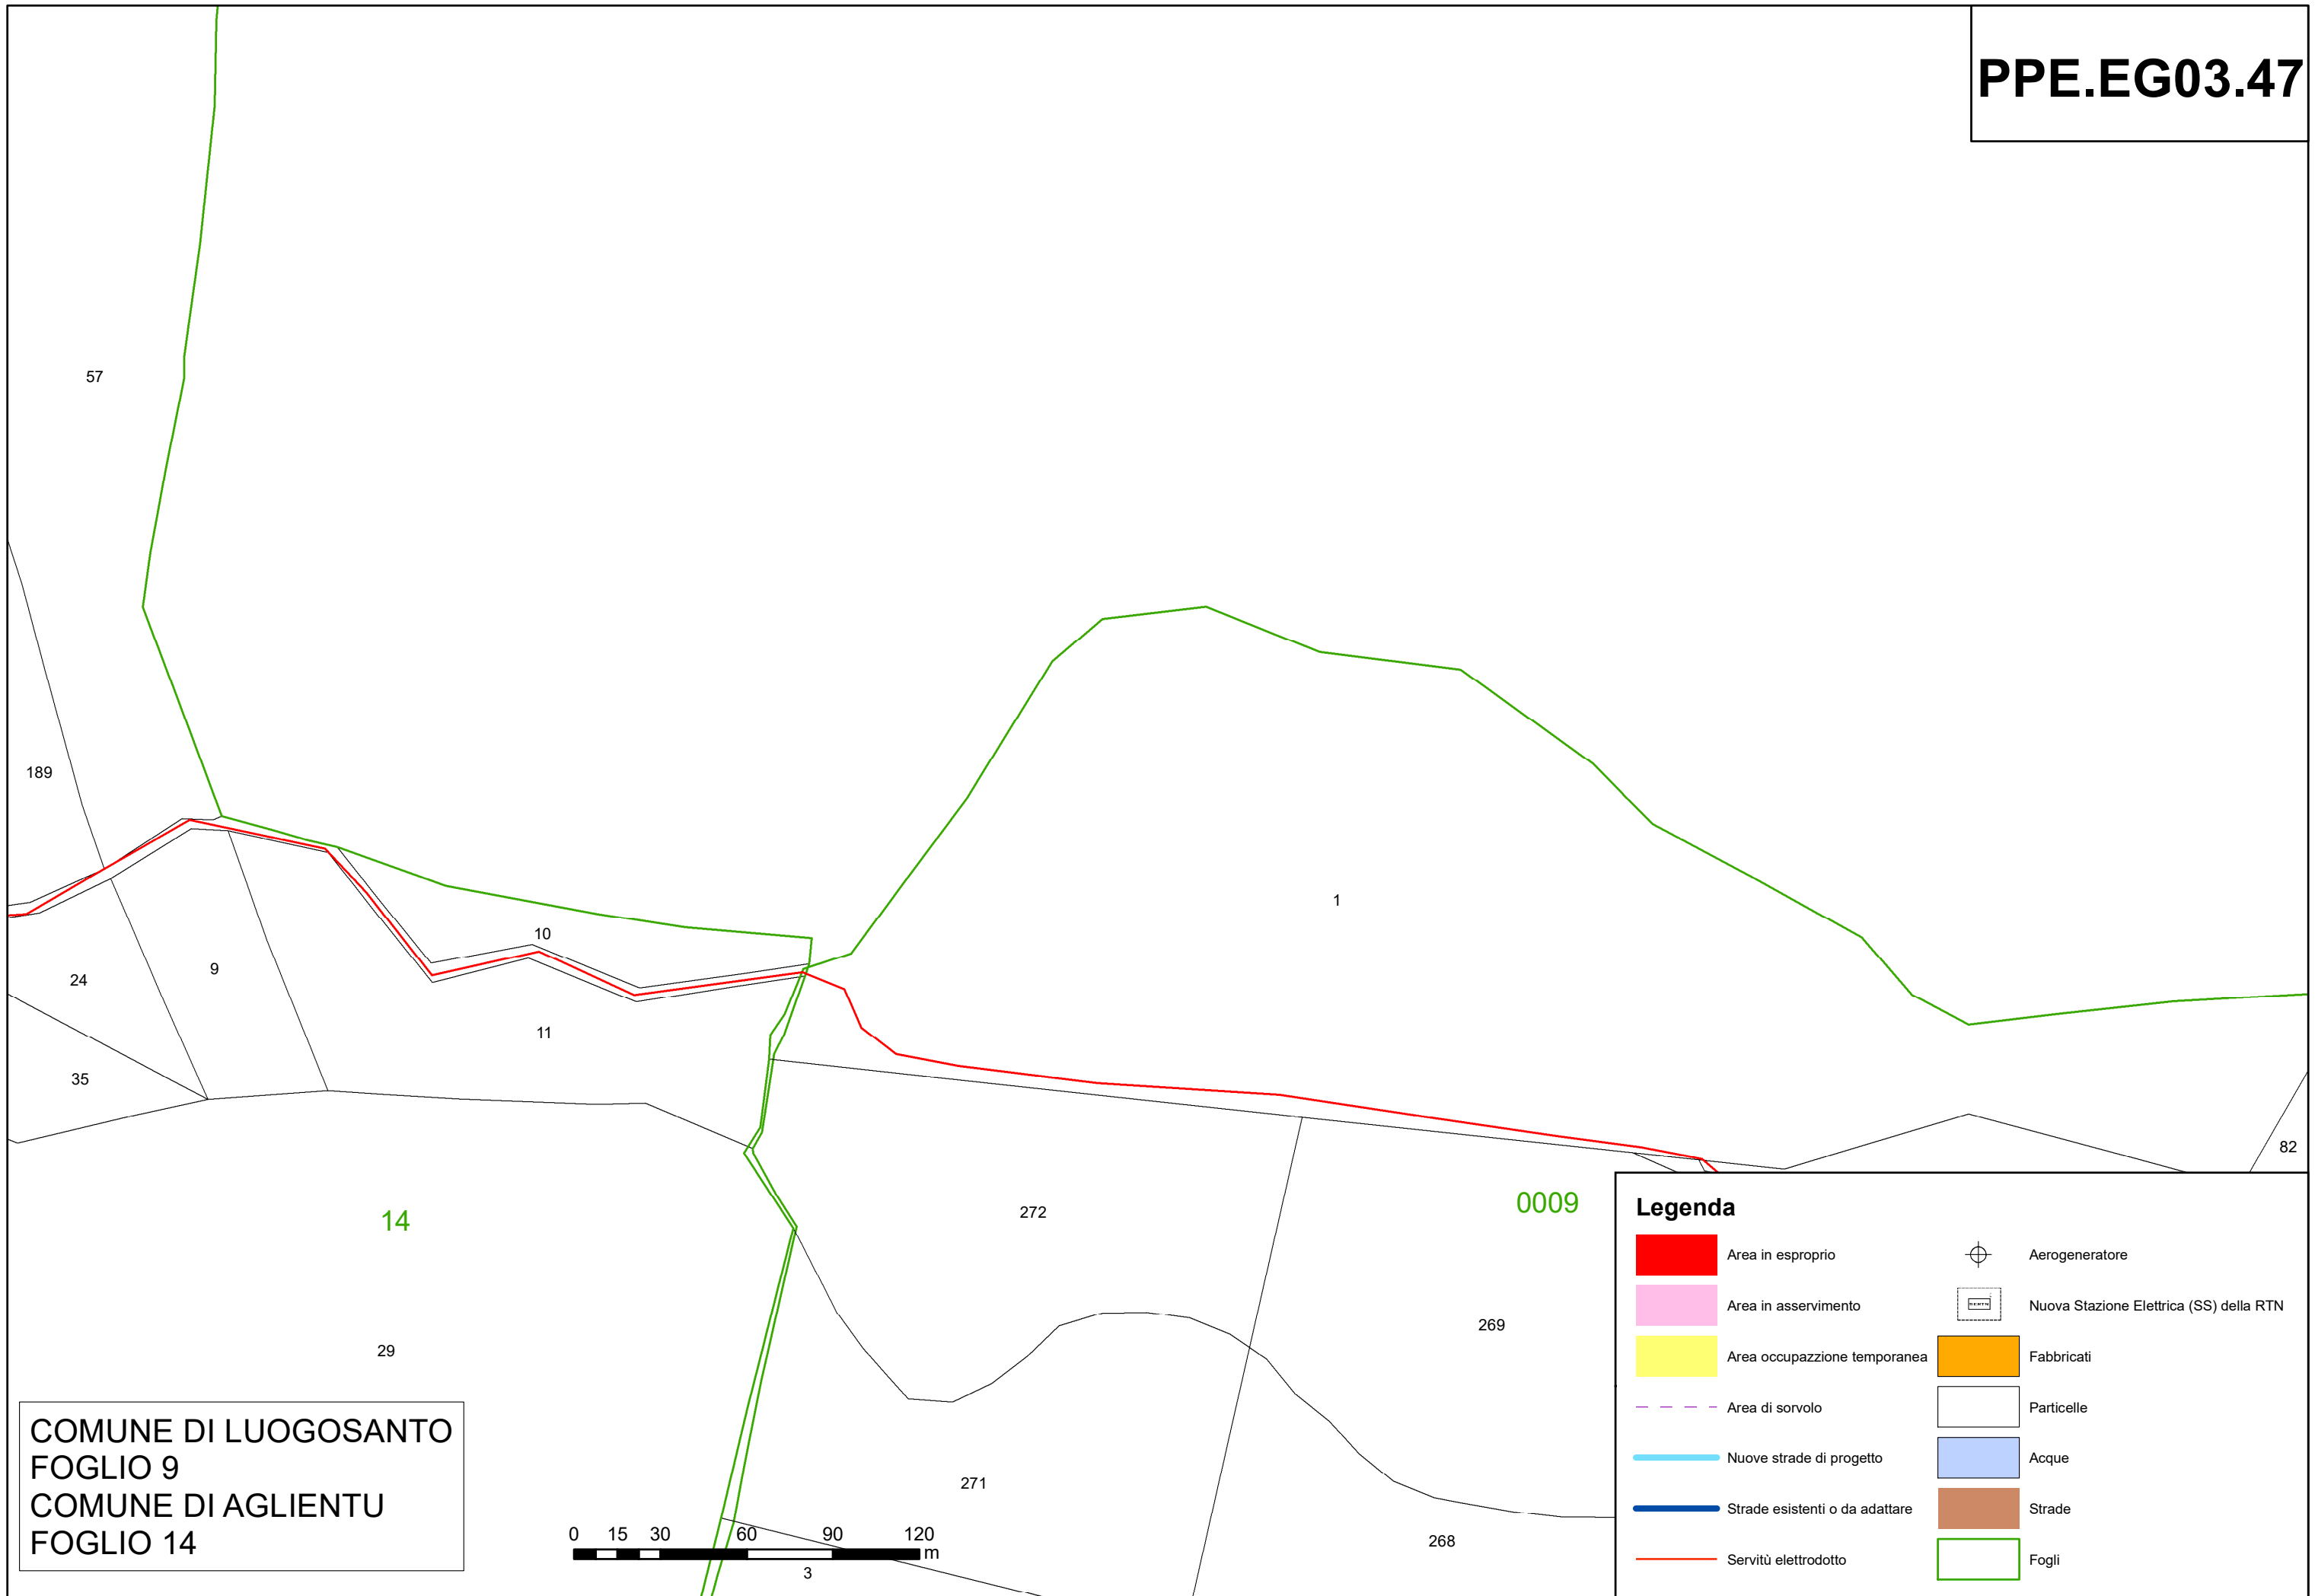 PPE.EG03.47
57
189
1
10
9
24
11
35
82
272
0009
14
269
29
271
268
3
COMUNE DI LUOGOSANTO
FOGLIO 9
COMUNE DI AGLIENTU
FOGLIO 14
0 15 30 60 90 120
m
Legenda
Area in esproprio
Area in asservimento
Area occupazzione temporanea
Area di sorvolo
Nuove strade di progetto
Strade esistenti o da adattare
Servitù elettrodotto
Aerogeneratore
Nuova Stazione Elettrica (SS) della RTN
Fabbricati
Particelle
Acque
Strade
Fogli